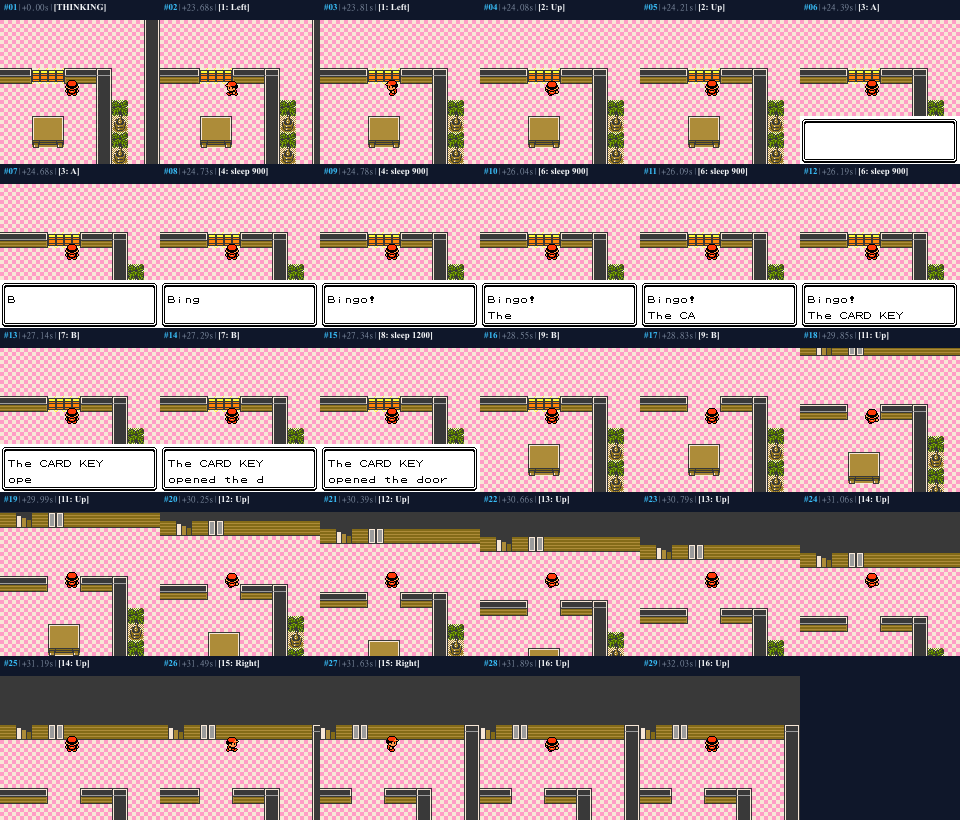 #01|+0.00s|[THINKING]
#02|+23.68s|[1: Left]
#03|+23.81s|[1: Left]
#04|+24.08s|[2: Up]
#05|+24.21s|[2: Up]
#06|+24.39s|[3: A]
#07|+24.68s|[3: A]
#08|+24.73s|[4: sleep 900]
#09|+24.78s|[4: sleep 900]
#10|+26.04s|[6: sleep 900]
#11|+26.09s|[6: sleep 900]
#12|+26.19s|[6: sleep 900]
B
Bing
Bingo!
Bingo!
The
Bingo!
The CA
Bingo!
The CARD KEY
#13|+27.14s|[7: B]
#14|+27.29s|[7: B]
#15|+27.34s|[8: sleep 1200]
#16|+28.55s|[9: B]
#17|+28.83s|[9: B]
#18|+29.85s|[11: Up]
The CARD KEY
ope
The CARD KEY
opened the d
The CARD KEY
opened the door
#19|+29.99s|[11: Up]
#20|+30.25s|[12: Up]
#21|+30.39s|[12: Up]
#22|+30.66s|[13: Up]
#23|+30.79s|[13: Up]
#24|+31.06s|[14: Up]
#25|+31.19s|[14: Up]
#26|+31.49s|[15: Right]
#27|+31.63s|[15: Right]
#28|+31.89s|[16: Up]
#29|+32.03s|[16: Up]